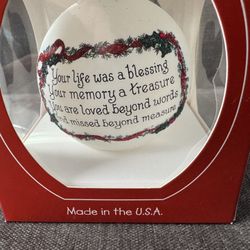 Your life was a blessing
Your memory a treasure
You are loved beyond words
And missed beyond measure
Made in the U.S.A.